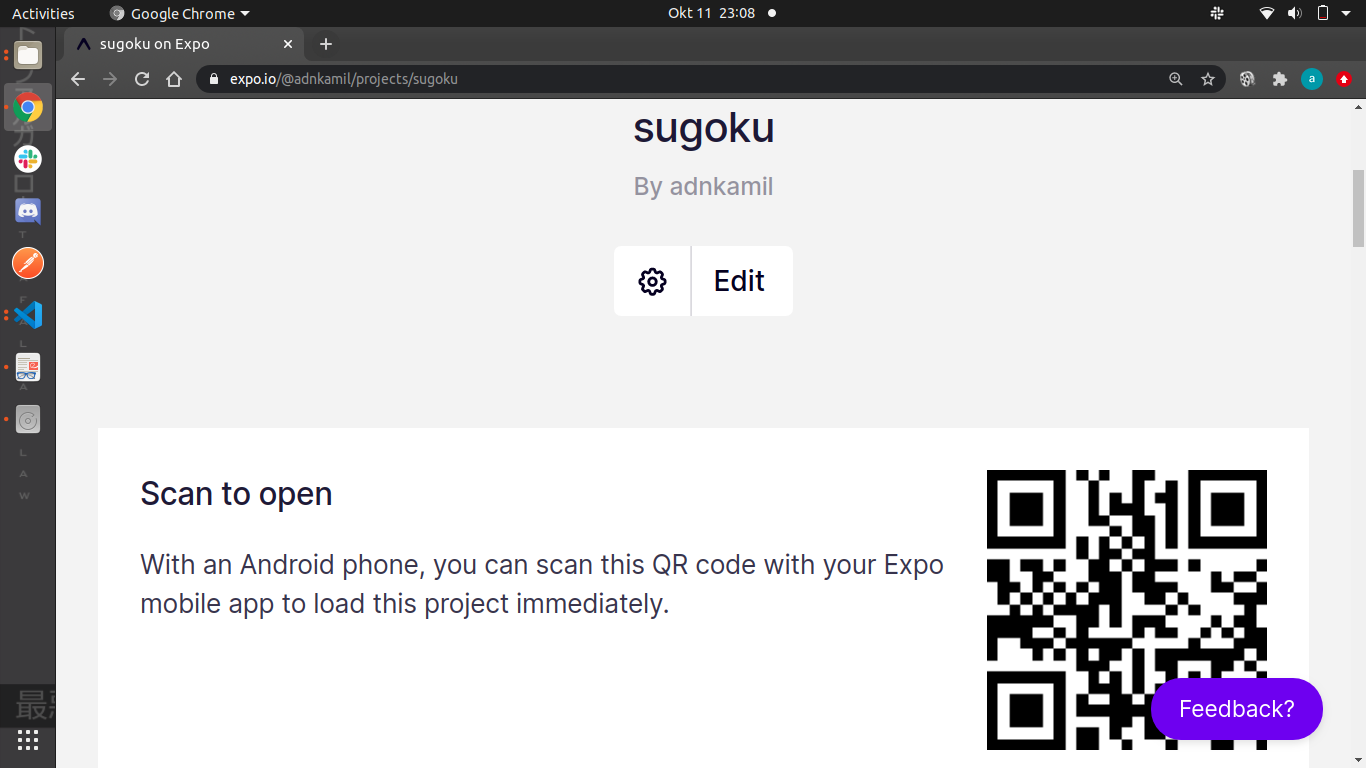 Activities
Google Chrome
Okt 11 23:08
sugoku on Expo
expo.io/@adnkamil/projects/sugoku
a
sugoku
By adnkamil
Edit
Scan to open
With an Android phone, you can scan this QR code with your Expo
mobile app to load this project immediately.
Feedback?
T
F
A
L
A
L
A
W
最